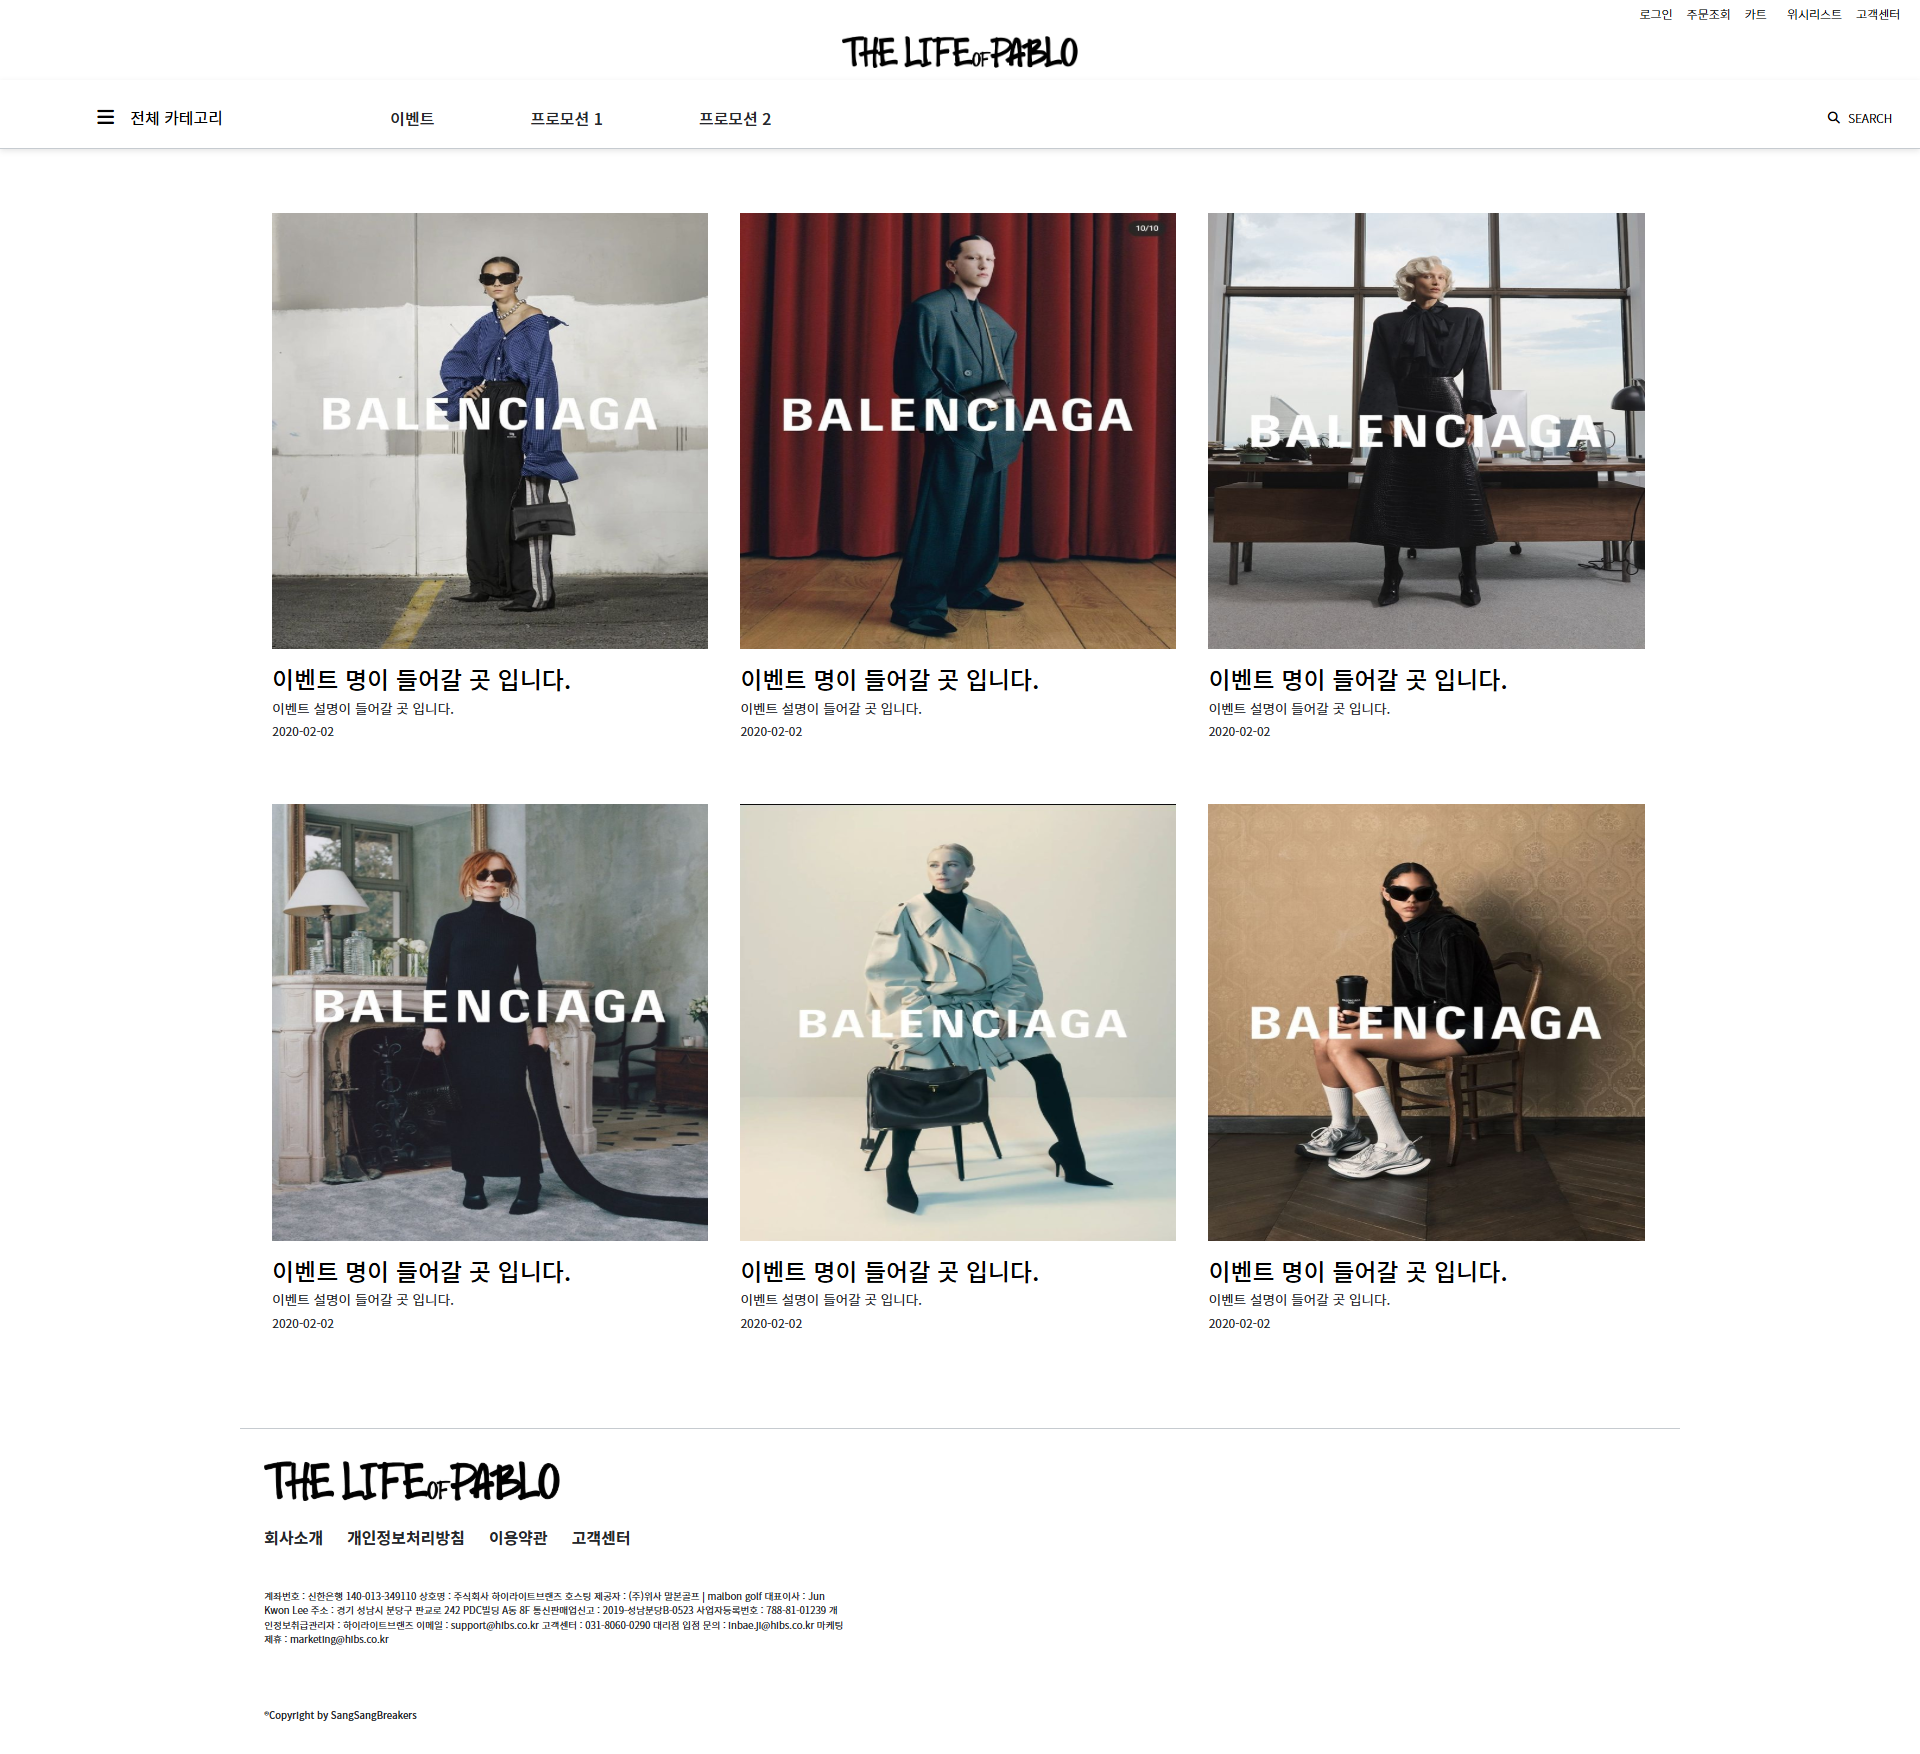 로그인 주문조회 카트 위시리스트 고객센터
THE LIFE OF PABLO
전체 카테고리 이벤트 프로모션 1 프로모션 2 SEARCH
10/10
BALENCIAGA BALENCIAGA BALENCIAGA
이벤트 명이 들어갈 곳 입니다. 이벤트 명이 들어갈 곳 입니다. 이벤트 명이 들어갈 곳 입니다.
이벤트 설명이 들어갈 곳 입니다. 이벤트 설명이 들어갈 곳 입니다. 이벤트 설명이 들어갈 곳 입니다.
2020-02-02 2020-02-02 2020-02-02
BALENCIAGA BALENCIAGA BALENCIAGA
이벤트 명이 들어갈 곳 입니다. 이벤트 명이 들어갈 곳 입니다. 이벤트 명이 들어갈 곳 입니다.
이벤트 설명이 들어갈 곳 입니다. 이벤트 설명이 들어갈 곳 입니다. 이벤트 설명이 들어갈 곳 입니다.
2020-02-02 2020-02-02 2020-02-02
THE LIFE OF PABLO
회사소개 개인정보처리방침 이용약관 고객센터
계좌번호 : 신한은행 140-013-349110 상호명 : 주식회사 하이라이트브랜즈 호스팅 제공자 : (주)위사 말본골프 | malbon golf 대표이사 : Jun
Kwon Lee 주소 : 경기 성남시 분당구 판교로 242 PDC빌딩 A동 8F 통신판매업신고 : 2019-성남분당B-0523 사업자등록번호 : 788-81-01239 개
인정보취급관리자 : 하이라이트브랜즈 이메일 : support@hlbs.co.kr 고객센터 : 031-8060-0290 대리점 입점 문의 : inbae.ji@hlbs.co.kr 마케팅
제휴 : marketing@hlbs.co.kr
®Copyright by SangSangBreakers